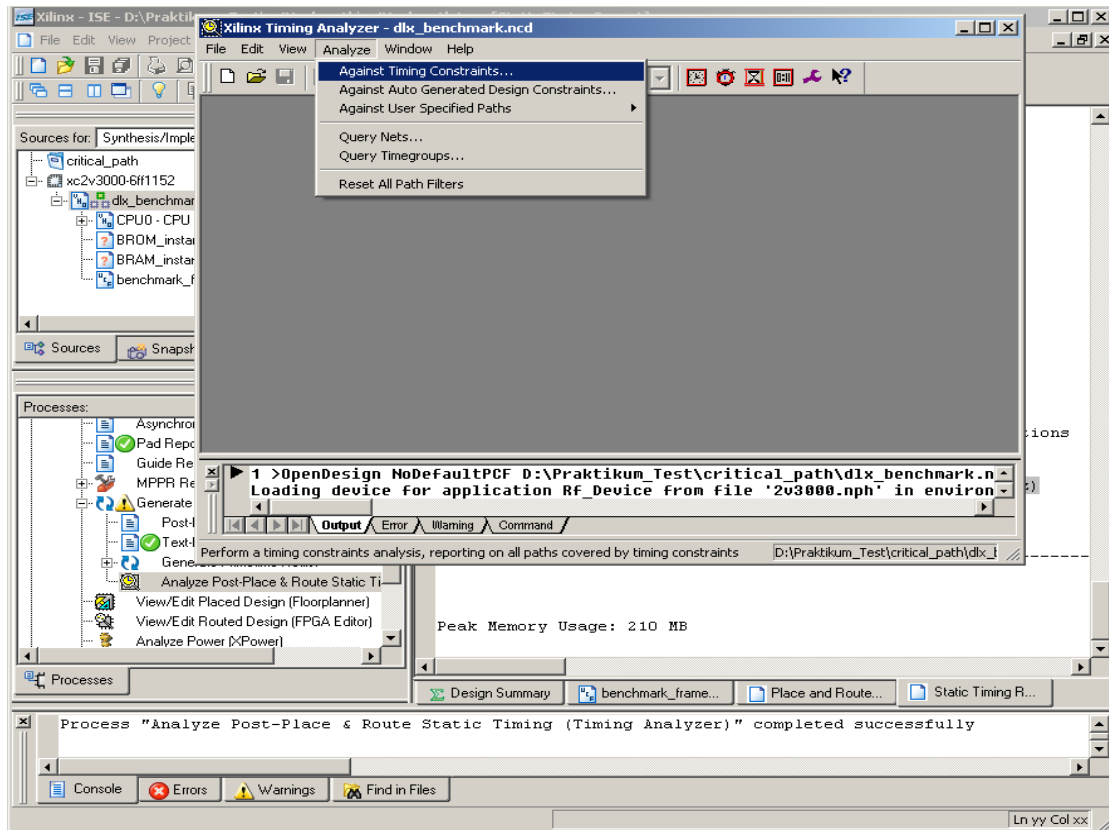 Xilinx - ISE - D:\Praktik
File Edit View Project
Xilinx Timing Analyzer - dlx_benchmark.ncd
File Edit View Analyze Window Help
Against Timing Constraints...
Against Auto Generated Design Constraints...
Against User Specified Paths
Query Nets...
Query Timegroups...
Reset All Path Filters
Sources for: Synthesis/Imple
critical_path
xc2v3000-6ff1152
dlx_benchmar
CPU0 - CPU
BROM_instan
BRAM_instan
benchmark_f
Sources Snapsh
Processes:
Asynchron
Pad Repo
Guide Re
MPPR Re
Generate
Post-
Text-
Analyze Post-Place & Route Static Ti
View/Edit Placed Design (Floorplanner)
View/Edit Routed Design (FPGA Editor)
Analyze Power (XPower)
Processes
1 >OpenDesign NoDefaultPCF D:\Praktikum_Test\critical_path\dlx_benchmark.n
Loading device for application Rf_Device from file '2v3000.nph' in environ
Output Error Warning Command
Perform a timing constraints analysis, reporting on all paths covered by timing constraints D:\Praktikum_Test\critical_path\dlx_b
ions
z)
Peak Memory Usage: 210 MB
Design Summary benchmark_frame... Place and Route... Static Timing R...
Process "Analyze Post-Place & Route Static Timing (Timing Analyzer)" completed successfully
Console Errors Warnings Find in Files
Ln yy Col xx